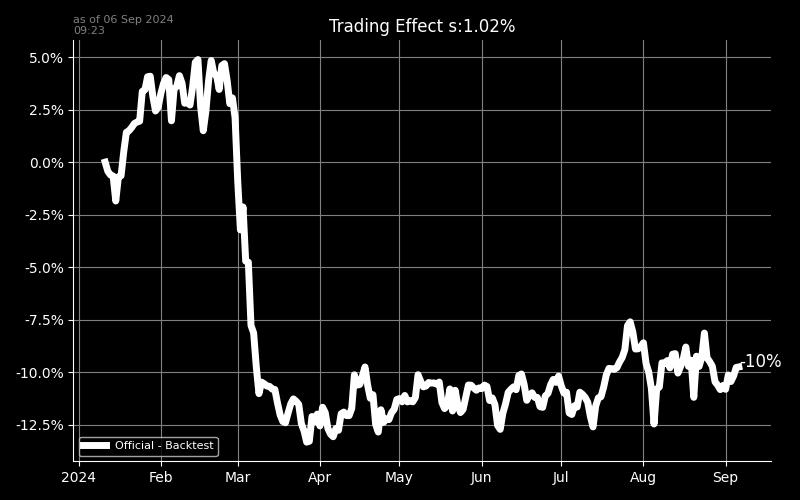 as of 06 Sep 2024
09:23
Trading Effect s:1.02%
5.0%
2.5%
0.0%
-2.5%
-5.0%
-7.5%
-10.0%
-12.5%
-10%
Official - Backtest
2024 Feb Mar Apr May Jun Jul Aug Sep